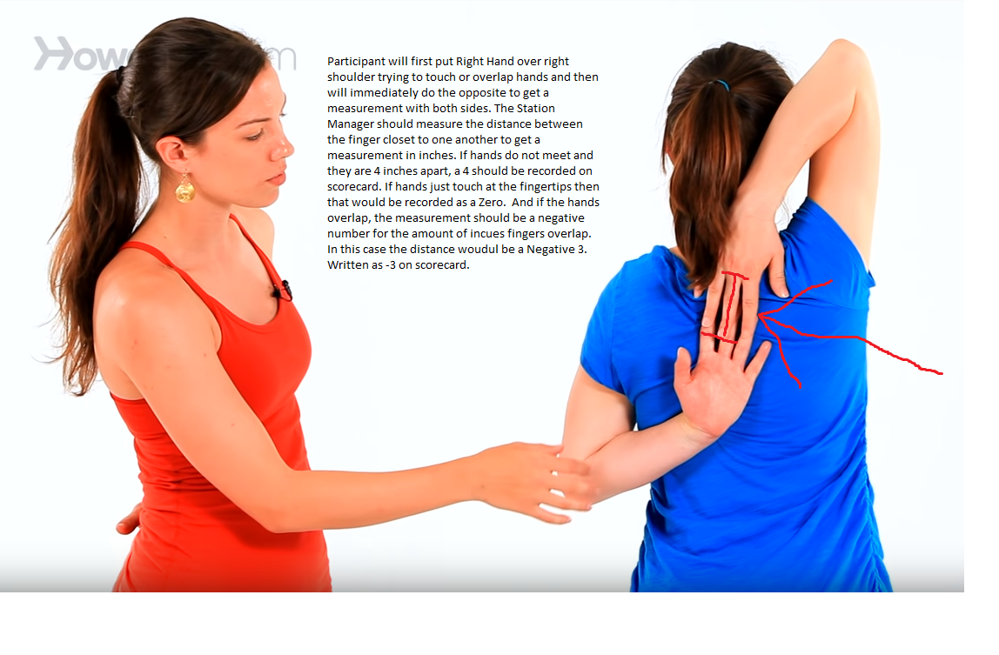 Participant will first put Right Hand over right
shoulder trying to touch or overlap hands and then
will immediately do the opposite to get a
measurement with both sides. The Station
Manager should measure the distance between
the finger closet to one another to get a
measurement in inches. If hands do not meet and
they are 4 inches apart, a 4 should be recorded on
scorecard. If hands just touch at the fingertips then
that would be recorded as a Zero.  And if the hands
overlap, the measurement should be a negative
number for the amount of incues fingers overlap.
In this case the distance woudul be a Negative 3.
Written as -3 on scorecard.